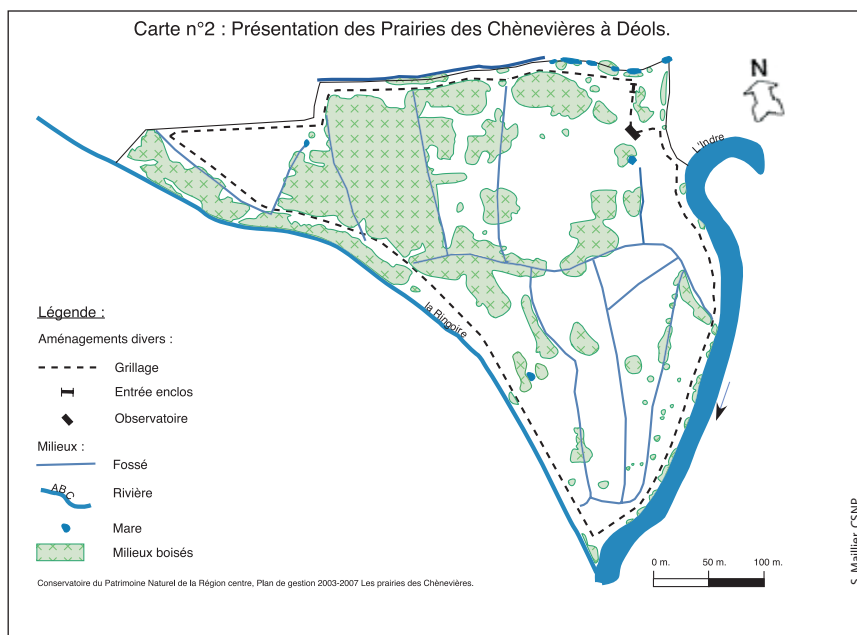 Carte n°2 : Présentation des Prairies des Chènevières à Déols.
N
L'Indre
la Ringoire
Légende :
Aménagements divers :
Grillage
Entrée enclos
Observatoire
Milieux :
Fossé
ABC
Rivière
Mare
Milieux boisés
0 m. 50 m. 100 m.
Conservatoire du Patrimoine Naturel de la Région centre, Plan de gestion 2003-2007 Les prairies des Chènevières.
S. Maillier, CSNP